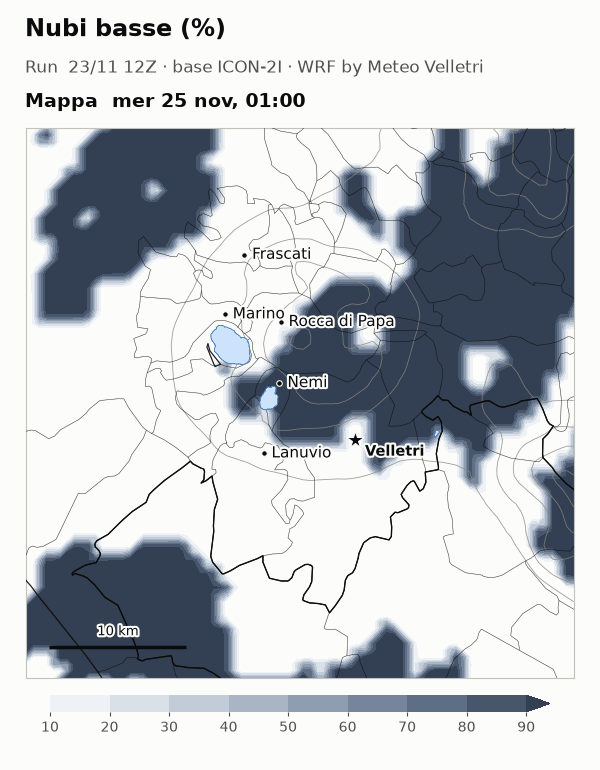 Nubi basse (%)
Run  23/11 12Z · base ICON-2I · WRF by Meteo Velletri
Mappa  mer 25 nov, 01:00
Frascati
Marino
Rocca di Papa
Nemi
Velletri
Lanuvio
10 km
10 20 30 40 50 60 70 80 90